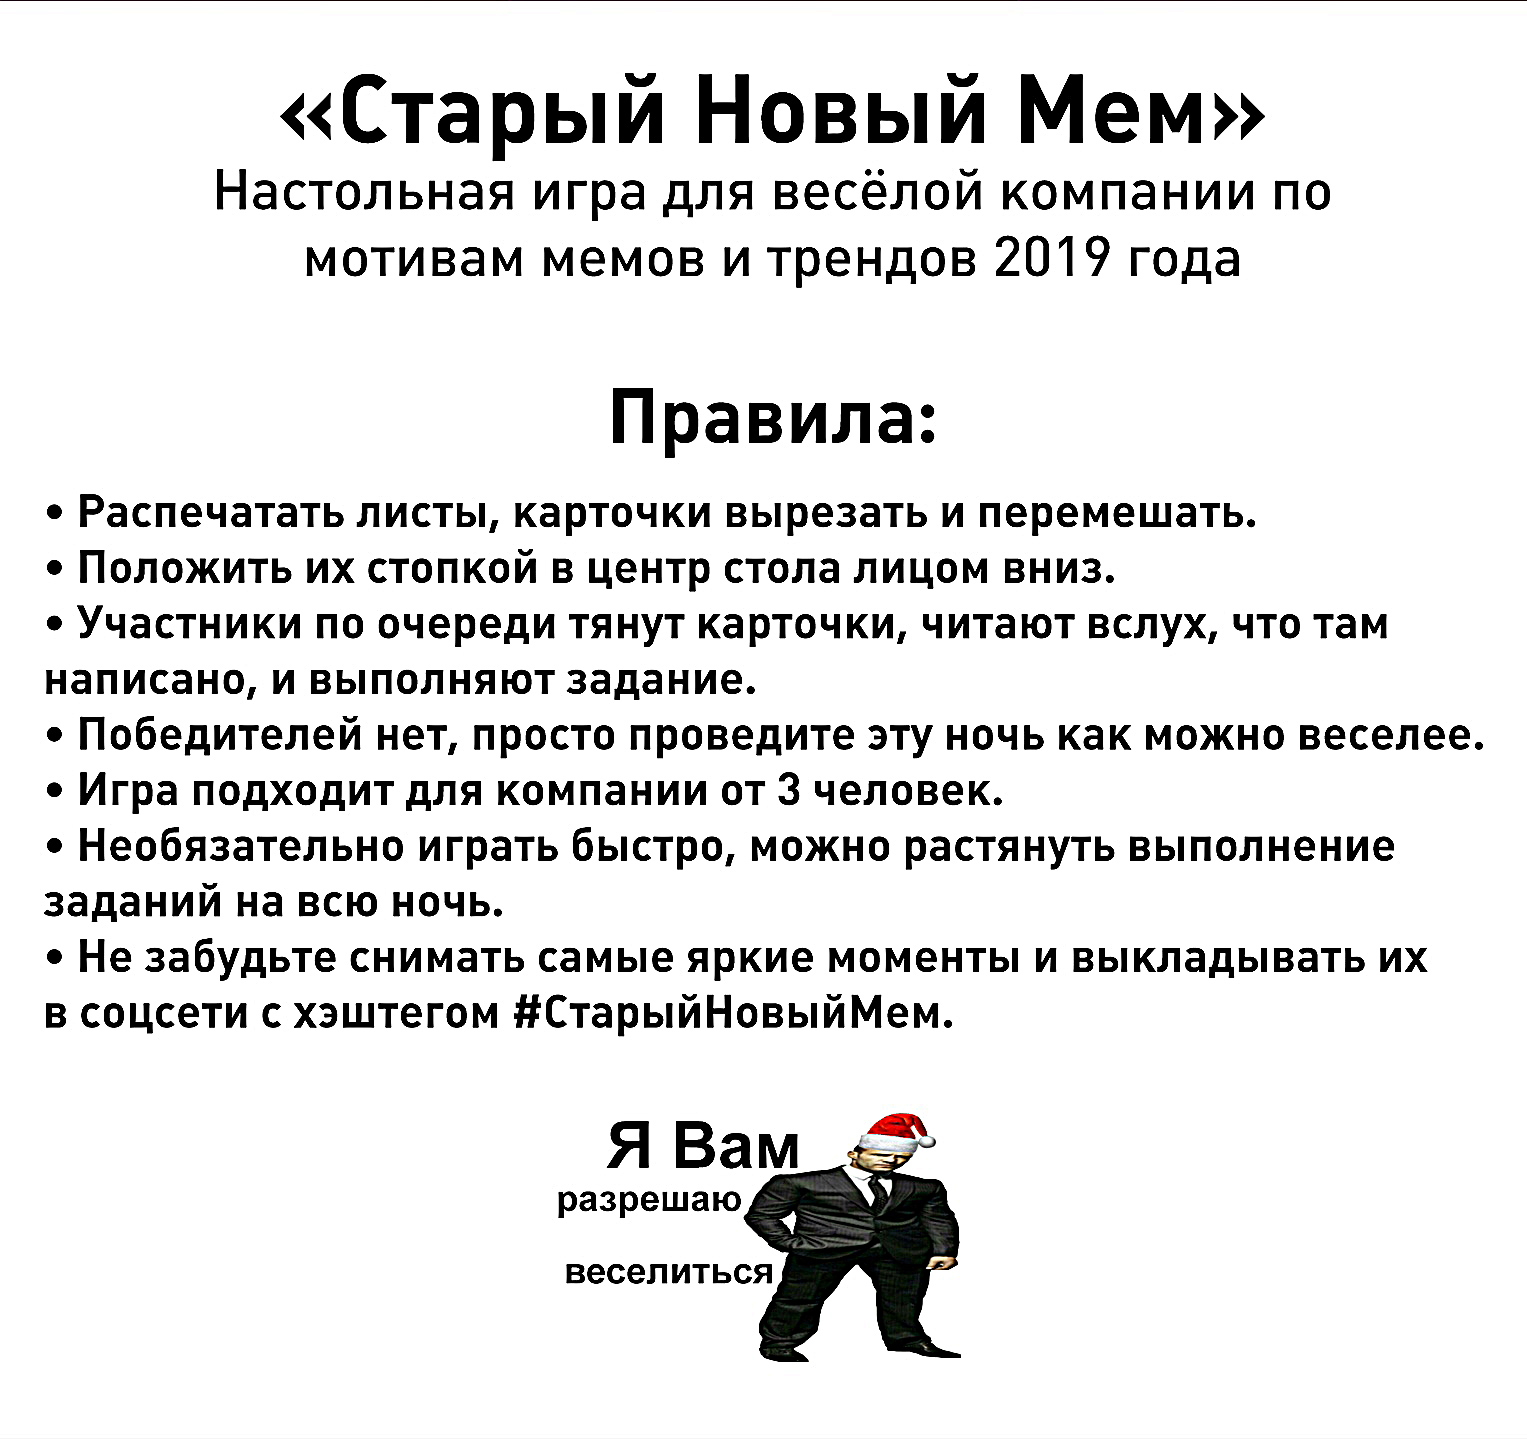 «Старый Новый Мем»
Настольная игра для весёлой компании по
мотивам мемов и трендов 2019 года
Правила:
• Распечатать листы, карточки вырезать и перемешать.
• Положить их стопкой в центр стола лицом вниз.
• Участники по очереди тянут карточки, читают вслух, что там
написано, и выполняют задание.
• Победителей нет, просто проведите эту ночь как можно веселее.
• Игра подходит для компании от 3 человек.
• Необязательно играть быстро, можно растянуть выполнение
заданий на всю ночь.
• Не забудьте снимать самые яркие моменты и выкладывать их
в соцсети с хэштегом #СтарыйНовыйМем.
Я Вам
разрешаю
веселиться